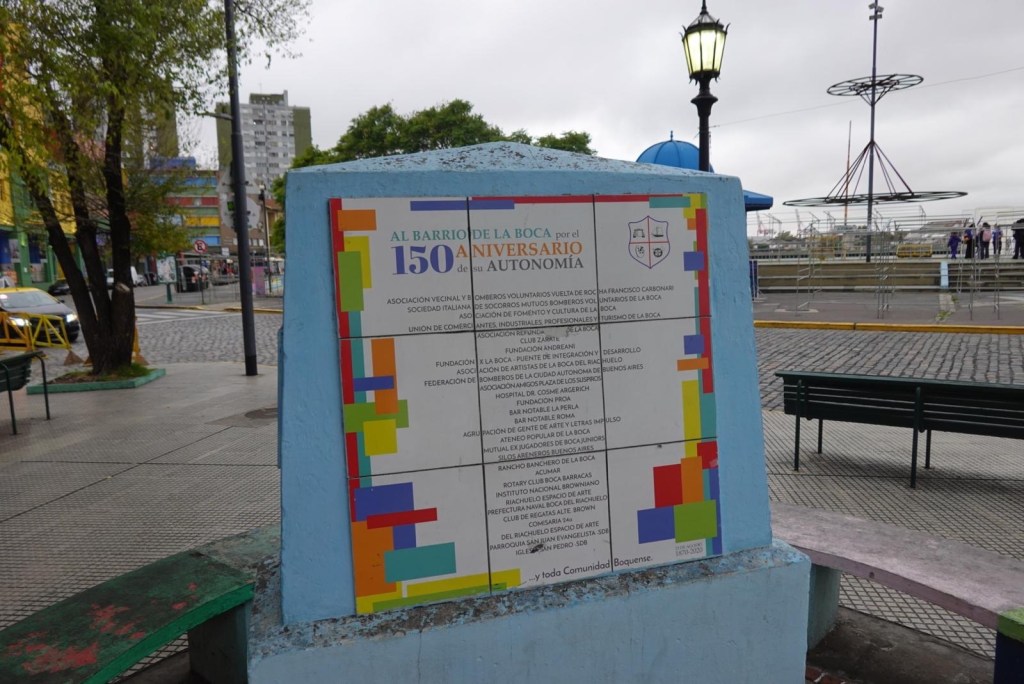 AL BARRIO DE LA BOCA por el
150 ANIVERSARIO
de su AUTONOMÍA
ASOCIACIÓN VECINAL Y BOMBEROS VOLUNTARIOS VUELTA DE ROCHA FRANCISCO CARBONARI
SOCIEDAD ITALIANA DE SOCORROS MUTUOS BOMBEROS VOLUNTARIOS DE LA BOCA
ASOCIACIÓN DE FOMENTO Y CULTURA DE LA BOCA
UNIÓN DE COMERCIANTES, INDUSTRIALES, PROFESIONALES Y TURISMO DE LA BOCA
ASOCIACIÓN REFUNDA DE LA BOCA
CLUB ZÁRATE
FUNDACIÓN ANDREANI
FUNDACIÓN X LA BOCA - PUENTE DE INTEGRACIÓN Y DESARROLLO
ASOCIACIÓN DE ARTISTAS DE LA BOCA DEL RIACHUELO
FEDERACIÓN DE BOMBEROS DE LA CIUDAD AUTONOMA DE BUENOS AIRES
ASOCIACIÓN AMIGOS PLAZA DE LOS SUSPIROS
HOSPITAL DR. COSME ARGERICH
FUNDACIÓN PROA
BAR NOTABLE LA PERLA
BAR NOTABLE ROMA
AGRUPACIÓN DE GENTE DE ARTE Y LETRAS IMPULSO
ATENEO POPULAR DE LA BOCA
MUTUAL EX JUGADORES DE BOCA JUNIORS
SILOS ARENEROS BUENOS AIRES
RANCHO BANCHERO DE LA BOCA
ACUMAR
ROTARY CLUB BOCA BARRACAS
INSTITUTO NACIONAL BROWNIANO
RIACHUELO ESPACIO DE ARTE
PREFECTURA NAVAL BOCA DEL RIACHUELO
CLUB DE REGATAS ALTE. BROWN
COMISARÍA
DEL RIACHUELO ESPACIO DE ARTE
PARROQUIA SAN JUAN EVANGELISTA -SDB
IGLESIA SAN PEDRO -SDB
...y toda Comunidad Boquense.
1870-2020